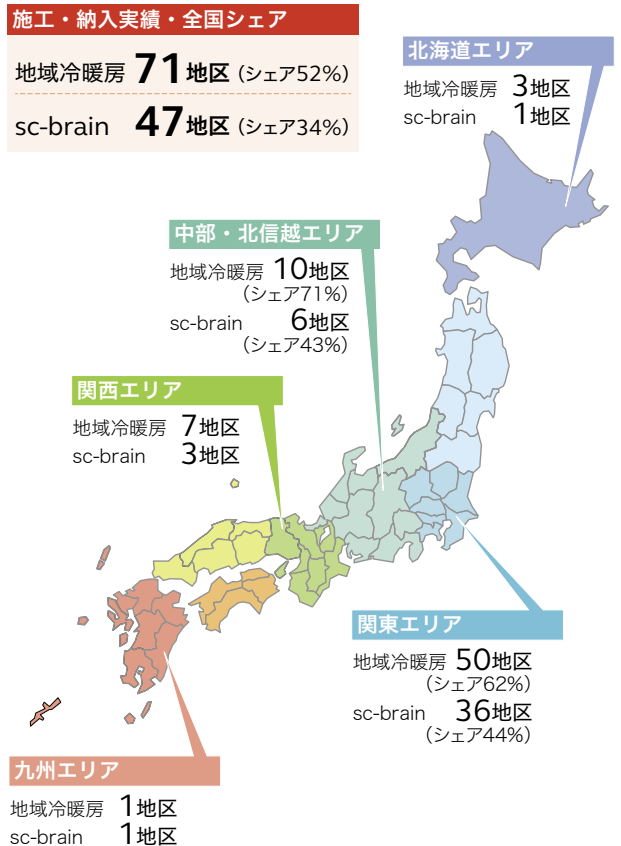 施工・納入実績・全国シェア
地域冷暖房 71地区（シェア52%）
sc-brain 47地区（シェア34%）
北海道エリア
地域冷暖房 3地区
sc-brain 1地区
中部・北信越エリア
地域冷暖房 10地区
（シェア71%）
sc-brain 6地区
（シェア43%）
関西エリア
地域冷暖房 7地区
sc-brain 3地区
関東エリア
地域冷暖房 50地区
（シェア62%）
sc-brain 36地区
（シェア44%）
九州エリア
地域冷暖房 1地区
sc-brain 1地区